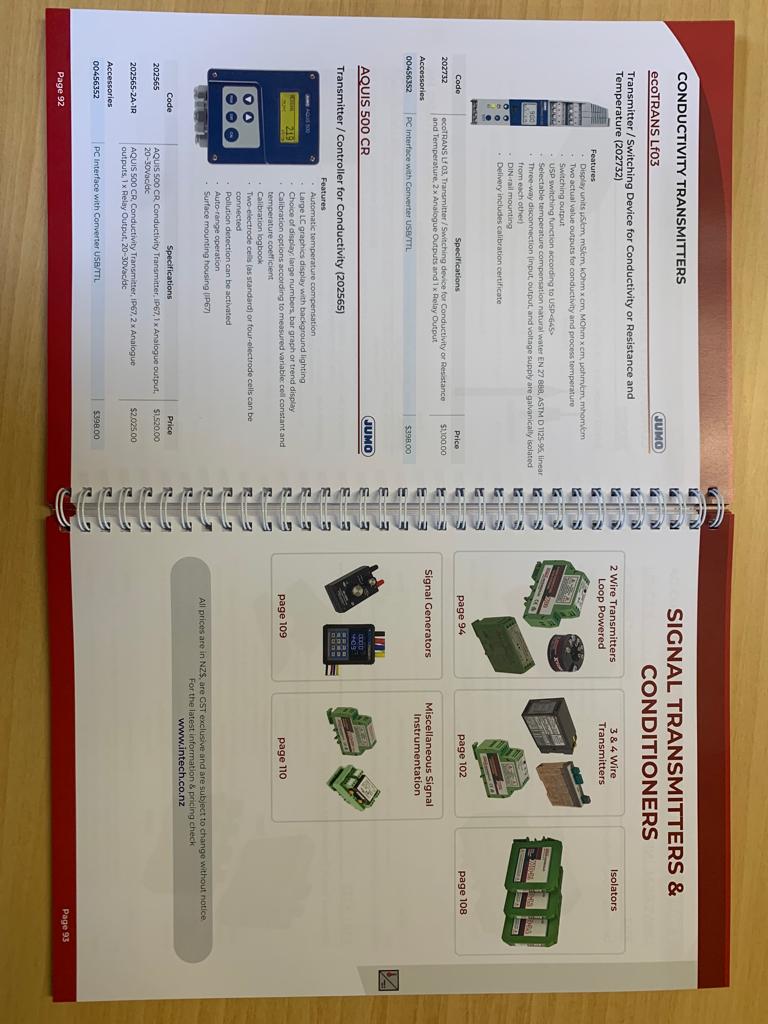 CONDUCTIVITY TRANSMITTERS
ecoTRANS Lf03
JUMO
Transmitter / Switching Device for Conductivity or Resistance and
Temperature (202732)
Features
• Display units µS/cm, mS/cm, kOhm x cm, MOhm x cm, µohm/cm, mhom/cm
• Two actual value outputs for conductivity and process temperature
• Switching output
• USP switching function according to USP<645>
• Selectable temperature compensation natural water EN 27 888, ASTM D 1125-95, linear
• Three-way disconnection (input, output, and voltage supply are galvanically isolated
from each other)
• DIN-rail mounting
• Delivery includes calibration certificate
Code Specifications Price
202732 ecoTRANS Lf 03, Transmitter / Switching device for Conductivity or Resistance $1,100.00
and Temperature, 2 x Analogue Outputs and 1 x Relay Output
Accessories
00456352 PC Interface with Converter USB/TTL $398.00
AQUIS 500 CR
JUMO
Transmitter / Controller for Conductivity (202565)
Features
• Automatic temperature compensation
• Large LC graphics display with background lighting
• Choice of display: large numbers, bar graph or trend display
• Calibration options according to measured variable: cell constant and
temperature coefficient
• Calibration logbook
• Two-electrode cells (as standard) or four-electrode cells can be
connected
• Pollution detection can be activated
• Auto-range operation
• Surface mounting housing (IP67)
JUMO AQUIS 500
219
Code Specifications Price
202565 AQUIS 500 CR, Conductivity Transmitter, IP67, 1 x Analogue output, $1,520.00
20~30Vac/dc
202565-2A-1R AQUIS 500 CR, Conductivity Transmitter, IP67, 2 x Analogue $2,025.00
outputs, 1 x Relay Output, 20~30Vac/dc
Accessories
00456352 PC Interface with Converter USB/TTL $398.00
Page 92
SIGNAL TRANSMITTERS &
CONDITIONERS
2 Wire Transmitters
Loop Powered
page 94
3 & 4 Wire
Transmitters
page 102
Isolators
page 108
Signal Generators
page 109
Miscellaneous Signal
Instrumentation
page 110
All prices are in NZ$, are GST exclusive and are subject to change without notice.
For the latest information & pricing check
www.intech.co.nz
Page 93